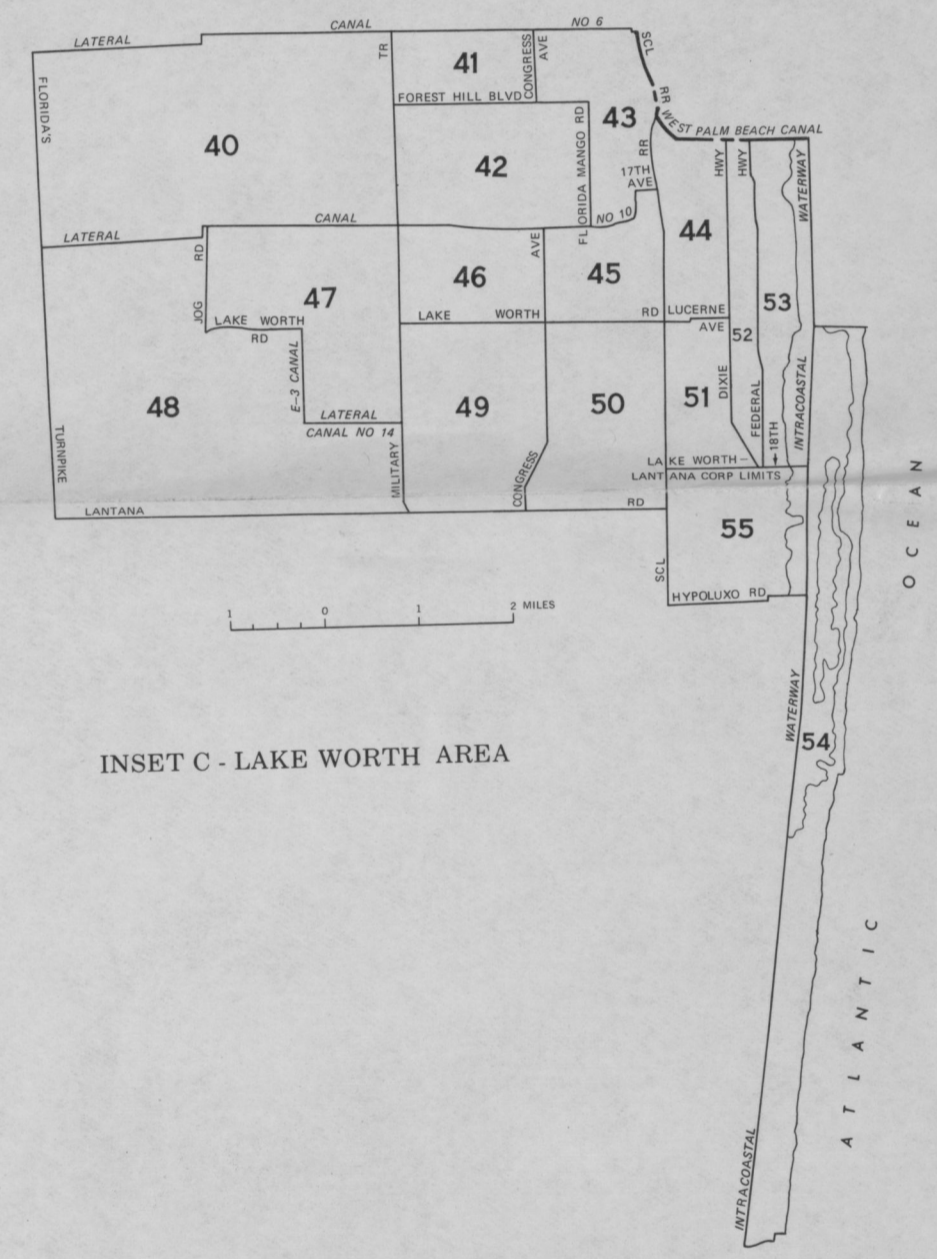 LATERAL CANAL NO 6
FLORIDA'S
TR
41
CONGRESS
AVE
SCL
RR
FOREST HILL BLVD
40
42
FLORIDA MANGO RD
43
WEST PALM BEACH CANAL
RR
17TH
AVE
HWY
HWY
WATERWAY
LATERAL CANAL
NO 10
RD
AVE
44
JOG
47
46
45
53
LAKE WORTH
RD
LAKE WORTH RD
LUCERNE
AVE
52
E-3 CANAL
48
49
50
51
DIXIE
FEDERAL
18TH
INTRACOASTAL
LATERAL
CANAL NO 14
TURNPIKE
MILITARY
CONGRESS
LAKE WORTH
LANTANA CORP LIMITS
LANTANA RD
55
SCL
HYPOLUXO RD
OCEAN
1 0 1 2 MILES
WATERWAY
54
INSET C - LAKE WORTH AREA
ATLANTIC
INTRACOASTAL